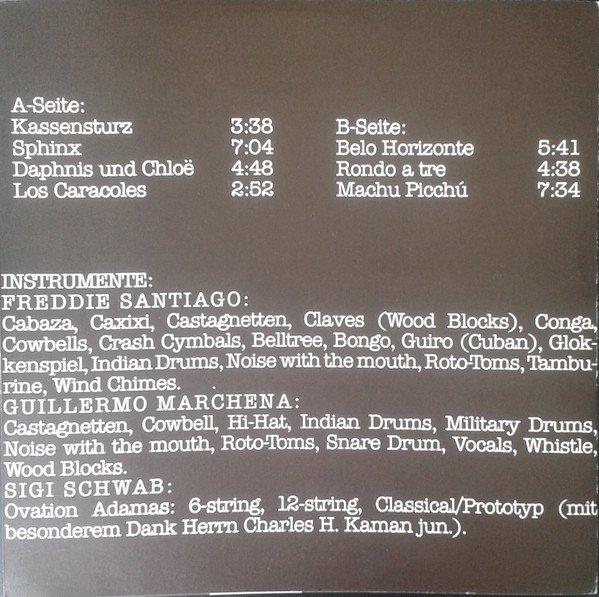 A-Seite:
Kassensturz 3:38
Sphinx 7:04
Daphnis und Chloë 4:48
Los Caracoles 2:52
B-Seite:
Belo Horizonte 5:41
Rondo a tre 4:38
Machu Picchú 7:34
INSTRUMENTE:
FREDDIE SANTIAGO:
Cabaza, Caxixi, Castagnetten, Claves (Wood Blocks), Conga,
Cowbells, Crash Cymbals, Belltree, Bongo, Guiro (Cuban), Glok-
kenspiel, Indian Drums, Noise with the mouth, Roto-Toms, Tambu-
rine, Wind Chimes.
GUILLERMO MARCHENA:
Castagnetten, Cowbell, Hi-Hat, Indian Drums, Military Drums,
Noise with the mouth, Roto-Toms, Snare Drum, Vocals, Whistle,
Wood Blocks.
SIGI SCHWAB:
Ovation Adamas: 6-string, 12-string, Classical/Prototyp (mit
besonderem Dank Herrn Charles H. Kaman jun.).